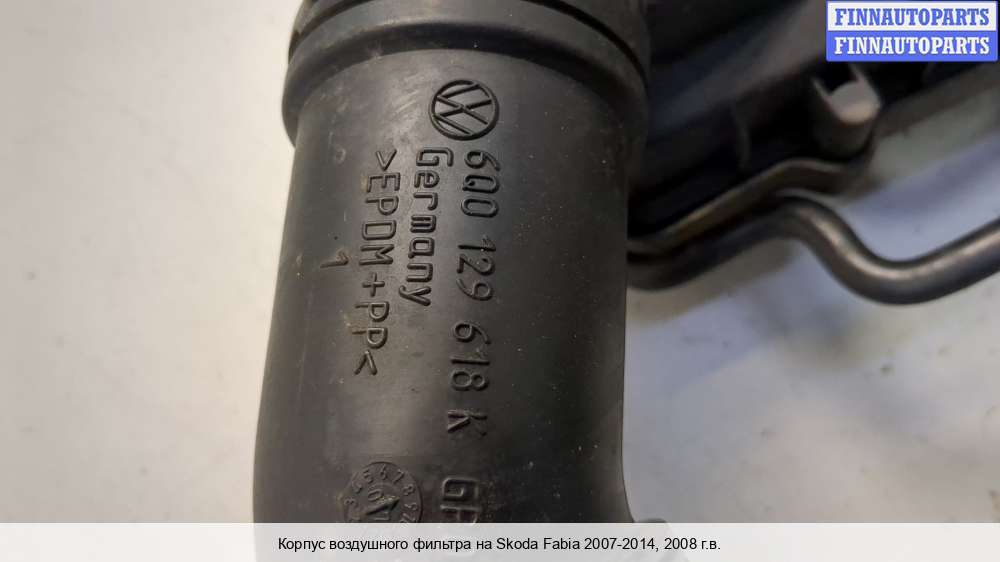 FINNAUTOPARTS
FINNAUTOPARTS
6Q0 129 618 K
Germany
>EPDM+PP<
1
Корпус воздушного фильтра на Skoda Fabia 2007-2014, 2008 г.в.